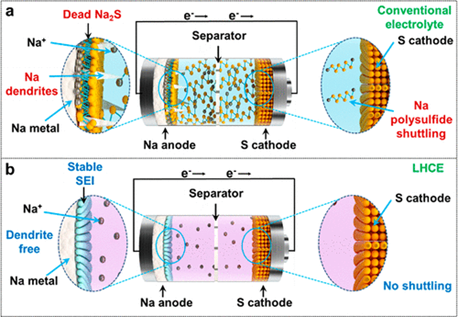 a
Dead Na₂S
e⁻→ e⁻→
Conventional
electrolyte
Na⁺
Separator
S cathode
Na
dendrites
Na metal
Na
polysulfide
shuttling
Na anode
S cathode
b
Stable
SEI
e⁻→ e⁻→
LHCE
Na⁺
Separator
S cathode
Dendrite
free
Na metal
No shuttling
Na anode
S cathode